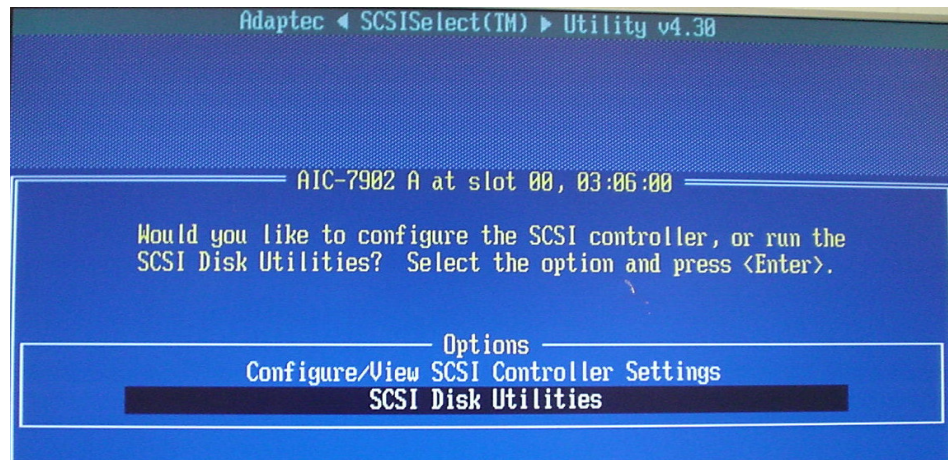 Adaptec ◄ SCSISelect(TM) ► Utility v4.30
AIC-7902 A at slot 00, 03:06:00
Would you like to configure the SCSI controller, or run the
SCSI Disk Utilities? Select the option and press <Enter>.
Options
Configure/View SCSI Controller Settings
SCSI Disk Utilities